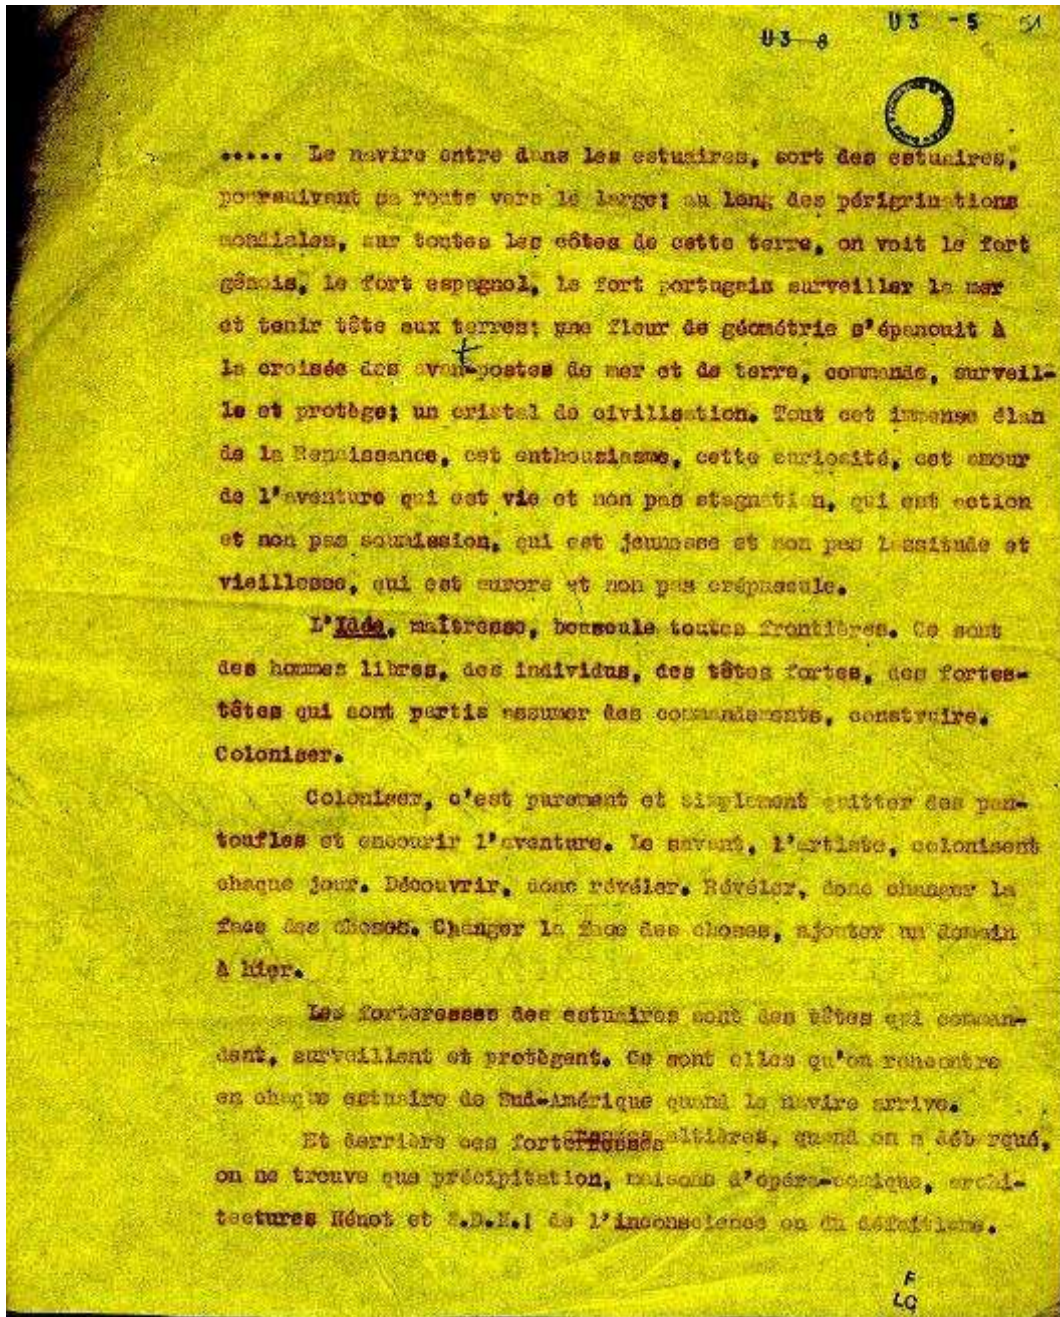 U3-8 U3 -5 51
..... Le navire entre dans les estuaires, sort des estuaires,
poursuivant sa route vers le large; au long des périgrinations
mondiales, sur toutes les côtes de cette terre, on voit le fort
gênois, le fort espagnol, le fort portugais surveiller la mer
et tenir tête aux terres; une fleur de géométrie s'épanouit à
t
la croisée des avan-postes de mer et de terre, commande, surveil-
le et protège; un cristal de civilisation. Tout cet immense élan
de la Renaissance, cet enthousiasme, cette curiosité, cet amour
de l'aventure qui est vie et non pas stagnation, qui est action
et non pas soumission, qui est jeunesse et non pas lassitude et
vieillesse, qui est aurore et non pas crépuscule.
L'Idée, maîtresse, bouscule toutes frontières. Ce sont
des hommes libres, des individus, des têtes fortes, des fortes-
têtes qui sont partis assumer des commandements, construire.
Coloniser.
Coloniser, c'est purement et simplement quitter des pan-
toufles et encourir l'aventure. Le savant, l'artiste, colonisent
chaque jour. Découvrir, donc révéler. Révéler, donc changer la
face des choses. Changer la face des choses, ajouter un demain
à hier.
Les forteresses des estuaires sont des têtes qui comman-
dent, surveillent et protègent. Ce sont elles qu'on rencontre
en chaque estuaire de Sud-Amérique quand le navire arrive.
Et derrière ces forteresses altières, quand on a débarqué,
on ne trouve que précipitation, maisons d'opéra-comique, archi-
tectures Hénot et S.D.N.; de l'inconscience ou du défaitisme.
F
LC